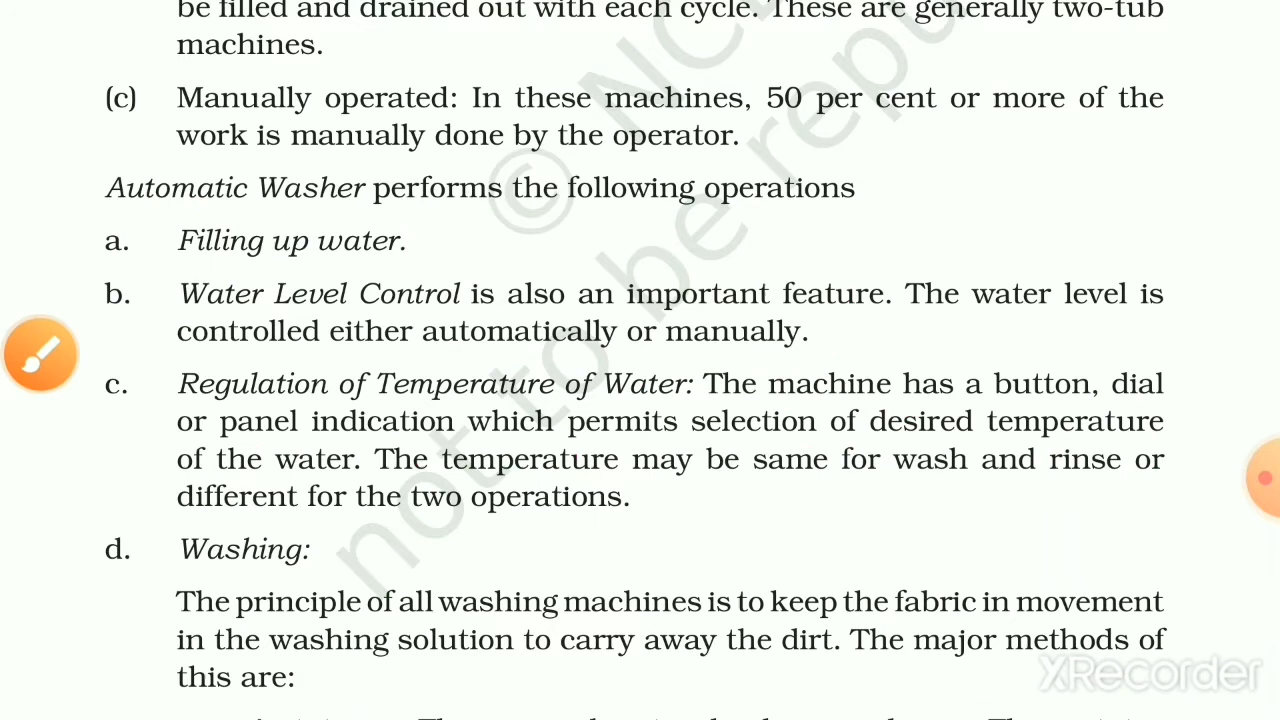 be filled and drained out with each cycle. These are generally two-tub
machines.
(c) Manually operated: In these machines, 50 per cent or more of the
work is manually done by the operator.
Automatic Washer performs the following operations
a. Filling up water.
b. Water Level Control is also an important feature. The water level is
controlled either automatically or manually.
c. Regulation of Temperature of Water: The machine has a button, dial
or panel indication which permits selection of desired temperature
of the water. The temperature may be same for wash and rinse or
different for the two operations.
d. Washing:
The principle of all washing machines is to keep the fabric in movement
in the washing solution to carry away the dirt. The major methods of
this are:
© NC
not to be repu
XRecorder